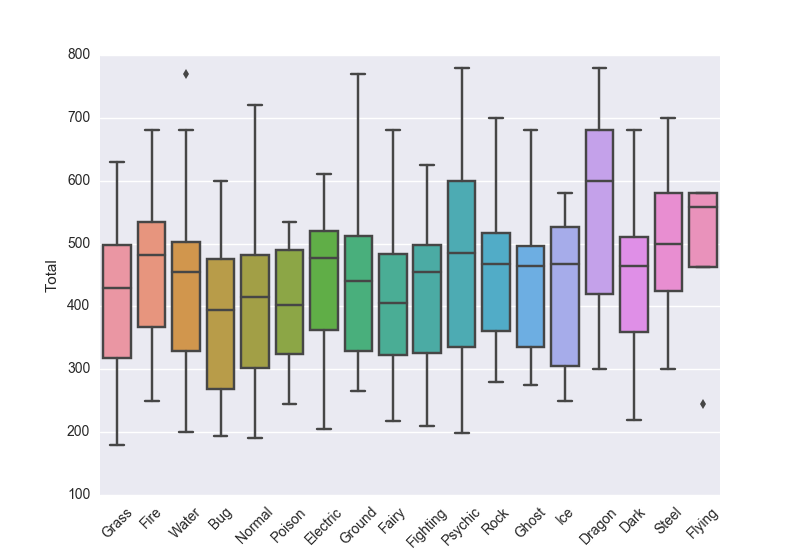 800
700
600
500
400
300
200
100
Total
Grass
Fire
Water
Bug
Normal
Poison
Electric
Ground
Fairy
Fighting
Psychic
Rock
Ghost
Ice
Dragon
Dark
Steel
Flying